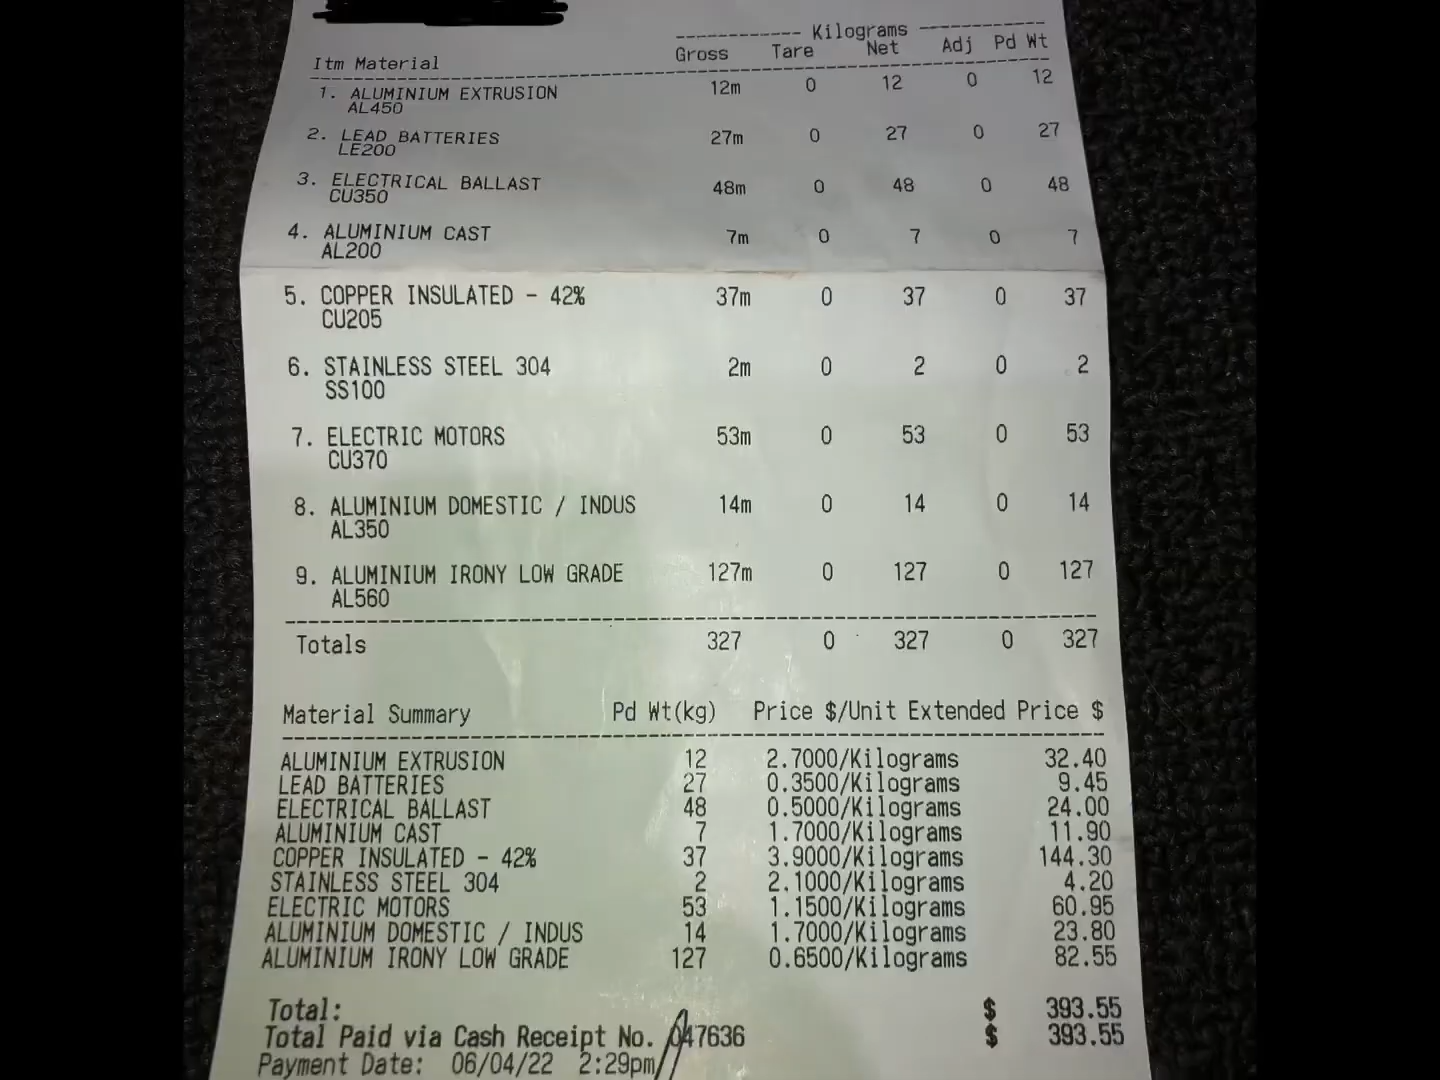 ------------ Kilograms ------------
Itm Material Gross Tare Net Adj Pd Wt
1. ALUMINIUM EXTRUSION 12m 0 12 0 12
AL450
2. LEAD BATTERIES 27m 0 27 0 27
LE200
3. ELECTRICAL BALLAST 48m 0 48 0 48
CU350
4. ALUMINIUM CAST 7m 0 7 0 7
AL200
5. COPPER INSULATED - 42% 37m 0 37 0 37
CU205
6. STAINLESS STEEL 304 2m 0 2 0 2
SS100
7. ELECTRIC MOTORS 53m 0 53 0 53
CU370
8. ALUMINIUM DOMESTIC / INDUS 14m 0 14 0 14
AL350
9. ALUMINIUM IRONY LOW GRADE 127m 0 127 0 127
AL560
Totals 327 0 327 0 327
Material Summary Pd Wt(kg) Price $/Unit Extended Price $
ALUMINIUM EXTRUSION 12 2.7000/Kilograms 32.40
LEAD BATTERIES 27 0.3500/Kilograms 9.45
ELECTRICAL BALLAST 48 0.5000/Kilograms 24.00
ALUMINIUM CAST 7 1.7000/Kilograms 11.90
COPPER INSULATED - 42% 37 3.9000/Kilograms 144.30
STAINLESS STEEL 304 2 2.1000/Kilograms 4.20
ELECTRIC MOTORS 53 1.1500/Kilograms 60.95
ALUMINIUM DOMESTIC / INDUS 14 1.7000/Kilograms 23.80
ALUMINIUM IRONY LOW GRADE 127 0.6500/Kilograms 82.55
Total: $ 393.55
Total Paid via Cash Receipt No. 047636 $ 393.55
Payment Date: 06/04/22 2:29pm